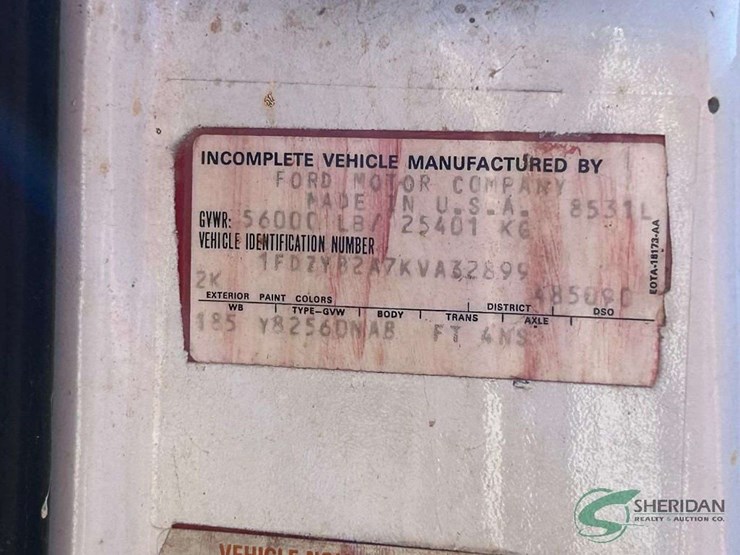 INCOMPLETE VEHICLE MANUFACTURED BY
FORD MOTOR COMPANY
MADE IN U.S.A. 8531L
GVWR: 56000 LB/ 25401 KG
VEHICLE IDENTIFICATION NUMBER
1FDZY82A7KVA32899
2K 48509C
EXTERIOR PAINT COLORS DISTRICT DSO
WB TYPE-GVW BODY TRANS AXLE
185 Y8256DNAB FT 4NS
EOTA-18173-AA
SHERIDAN
REALTY & AUCTION CO.